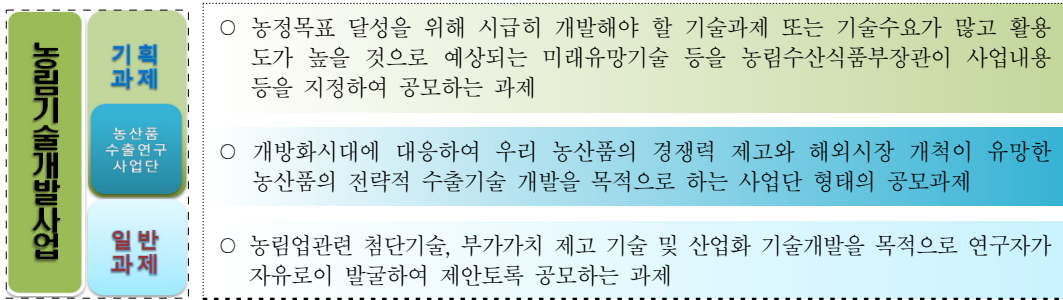 농림기술개발사업
기 획
과 제
○ 농정목표 달성을 위해 시급히 개발해야 할 기술과제 또는 기술수요가 많고 활용
도가 높을 것으로 예상되는 미래유망기술 등을 농림수산식품부장관이 사업내용
등을 지정하여 공모하는 과제
농산품
수출연구
사업단
○ 개방화시대에 대응하여 우리 농산품의 경쟁력 제고와 해외시장 개척이 유망한
농산품의 전략적 수출기술 개발을 목적으로 하는 사업단 형태의 공모과제
일 반
과 제
○ 농림업관련 첨단기술, 부가가치 제고 기술 및 산업화 기술개발을 목적으로 연구자가
자유로이 발굴하여 제안토록 공모하는 과제